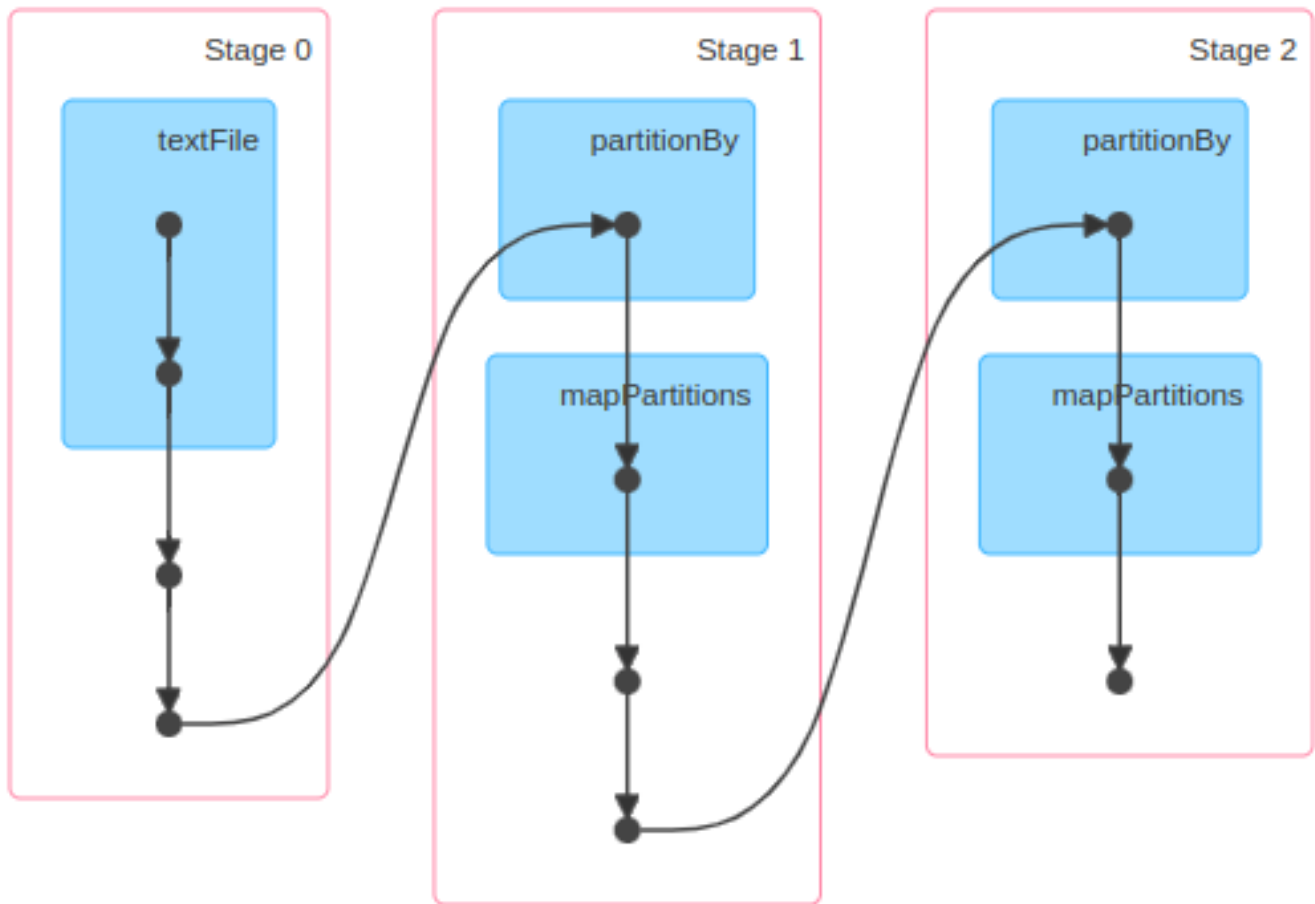 Stage 0
textFile
Stage 1
partitionBy
mapPartitions
Stage 2
partitionBy
mapPartitions